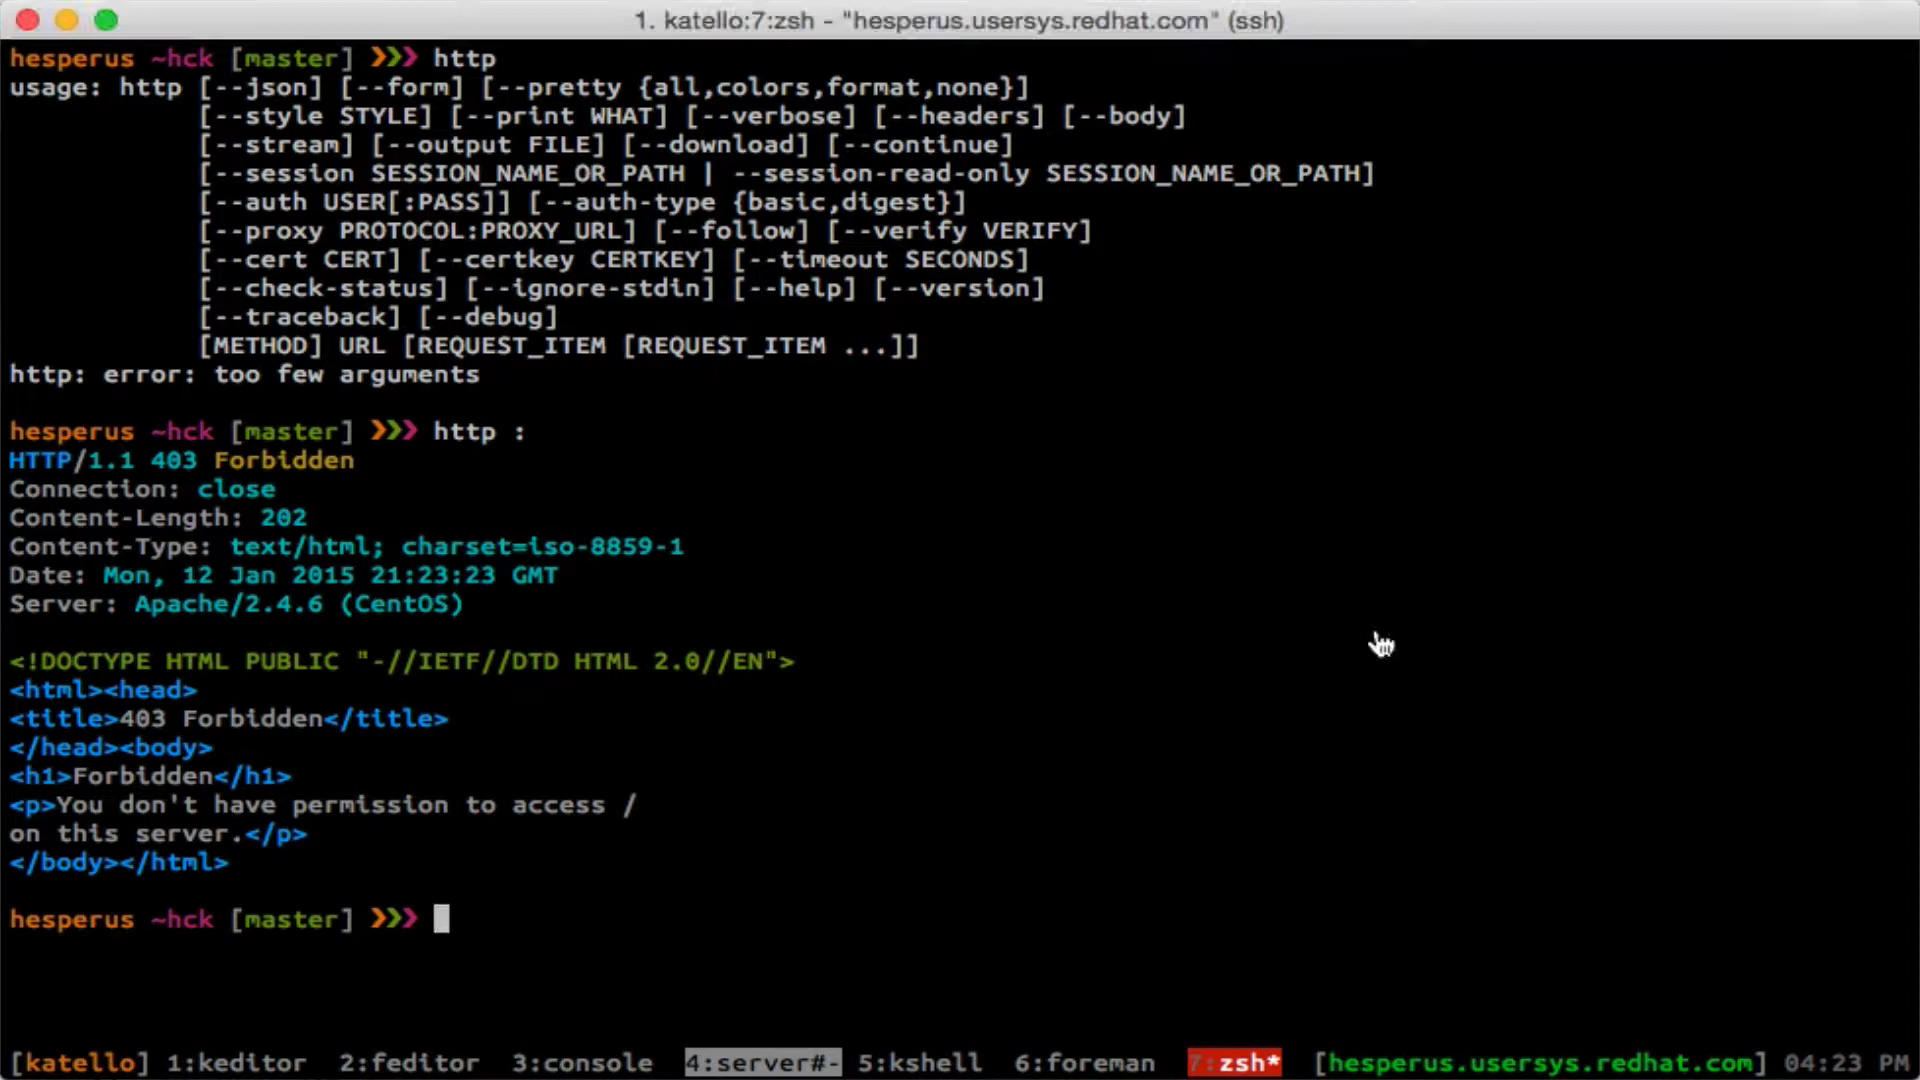 1. katello:7:zsh - "hesperus.usersys.redhat.com" (ssh)
hesperus ~hck [master] ❯❯❯ http
usage: http [--json] [--form] [--pretty {all,colors,format,none}]
            [--style STYLE] [--print WHAT] [--verbose] [--headers] [--body]
            [--stream] [--output FILE] [--download] [--continue]
            [--session SESSION_NAME_OR_PATH | --session-read-only SESSION_NAME_OR_PATH]
            [--auth USER[:PASS]] [--auth-type {basic,digest}]
            [--proxy PROTOCOL:PROXY_URL] [--follow] [--verify VERIFY]
            [--cert CERT] [--certkey CERTKEY] [--timeout SECONDS]
            [--check-status] [--ignore-stdin] [--help] [--version]
            [--traceback] [--debug]
            [METHOD] URL [REQUEST_ITEM [REQUEST_ITEM ...]]
http: error: too few arguments
hesperus ~hck [master] ❯❯❯ http :
HTTP/1.1 403 Forbidden
Connection: close
Content-Length: 202
Content-Type: text/html; charset=iso-8859-1
Date: Mon, 12 Jan 2015 21:23:23 GMT
Server: Apache/2.4.6 (CentOS)
<!DOCTYPE HTML PUBLIC "-//IETF//DTD HTML 2.0//EN">
<html><head>
<title>403 Forbidden</title>
</head><body>
<h1>Forbidden</h1>
<p>You don't have permission to access /
on this server.</p>
</body></html>
hesperus ~hck [master] ❯❯❯
[katello] 1:keditor 2:feditor 3:console 4:server#- 5:kshell 6:foreman 7:zsh* [hesperus.usersys.redhat.com] 04:23 PM